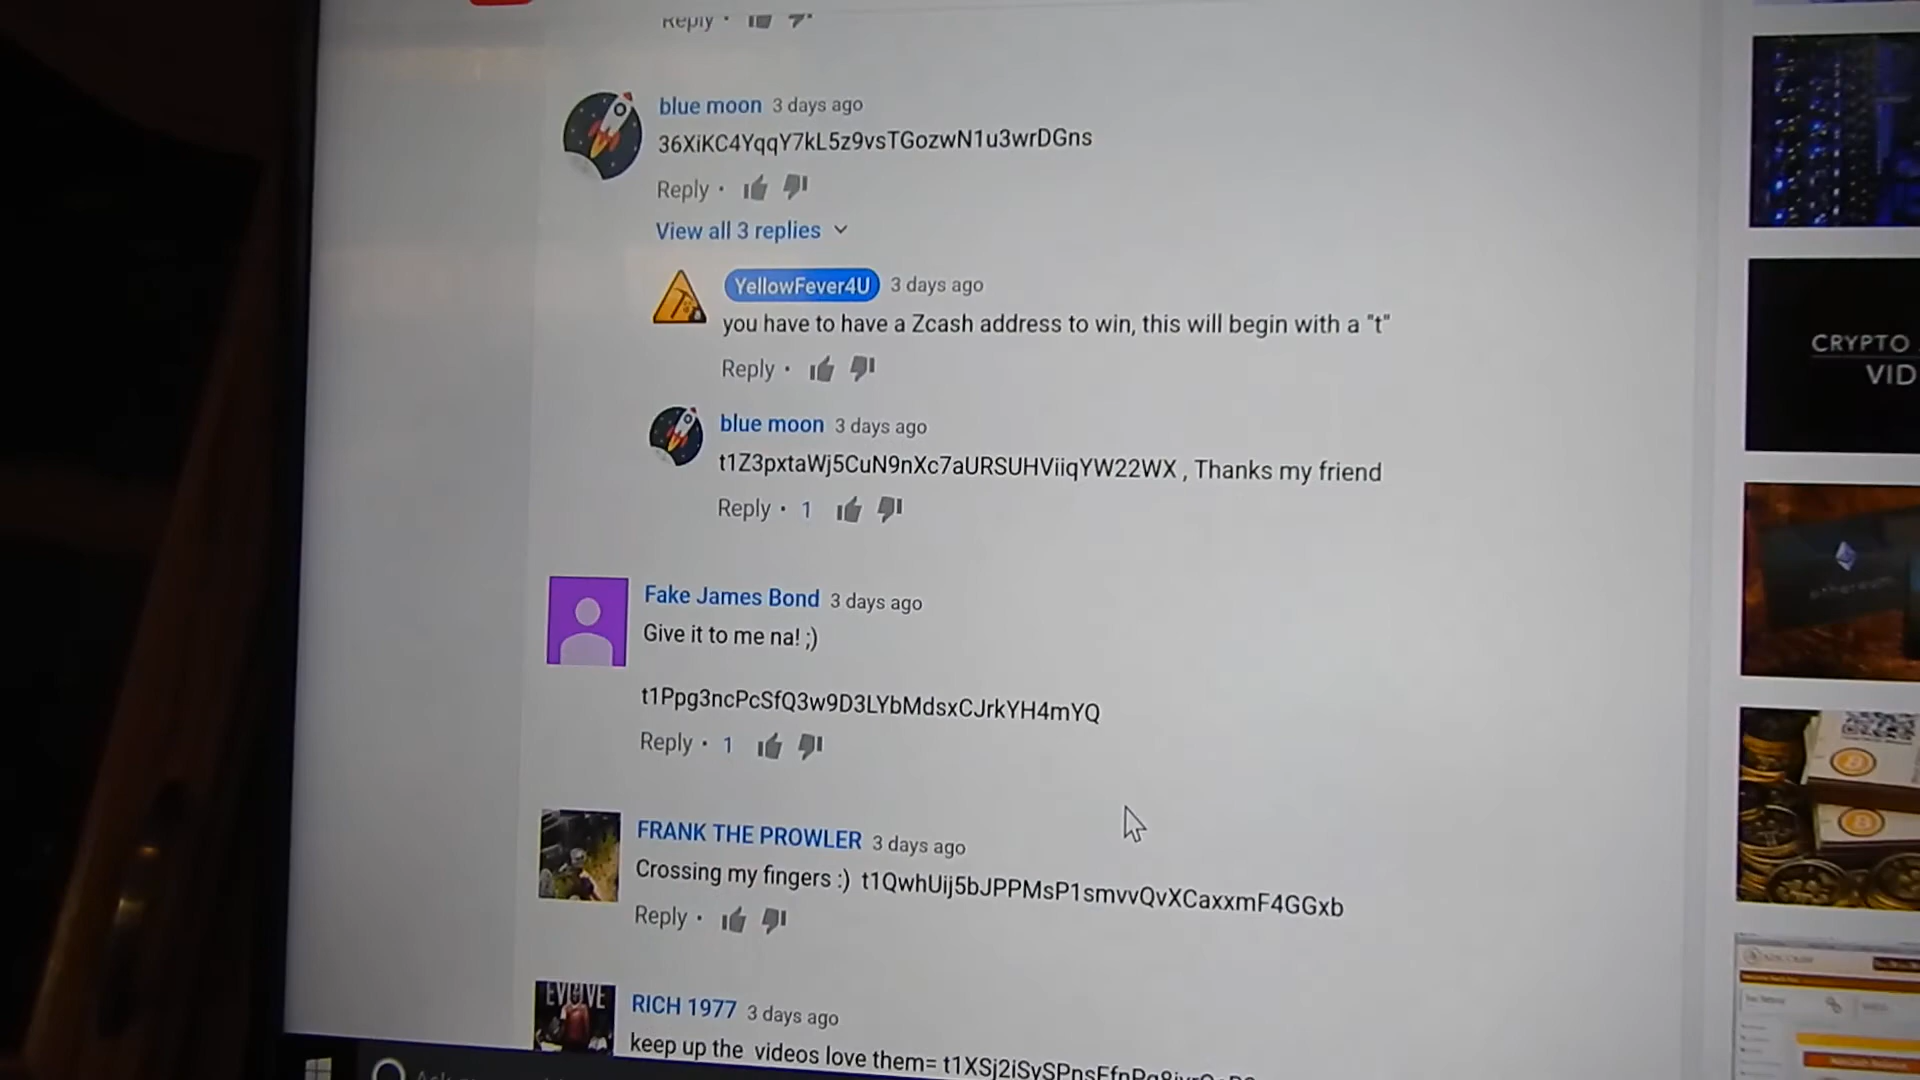 Reply
blue moon 3 days ago
36XiKC4YqqY7kL5z9vsTGozwN1u3wrDGns
Reply
View all 3 replies
YellowFever4U 3 days ago
you have to have a Zcash address to win, this will begin with a "t"
Reply
blue moon 3 days ago
t1Z3pxtaWj5CuN9nXc7aURSUHViiqYW22WX , Thanks my friend
Reply 1
Fake James Bond 3 days ago
Give it to me na! ;)
t1Ppg3ncPcSfQ3w9D3LYbMdsxCJrkYH4mYQ
Reply 1
FRANK THE PROWLER 3 days ago
Crossing my fingers :) t1QwhUij5bJPPMsP1smvvQvXCaxxmF4GGxb
Reply
RICH 1977 3 days ago
keep up the videos love them=
EVOLVE
CRYPTO
VID
ethereum